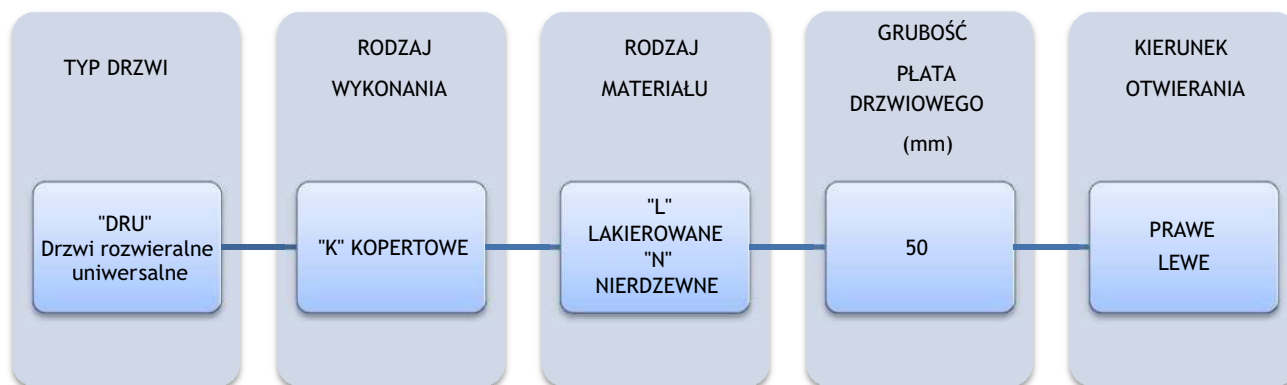 TYP DRZWI
"DRU"
Drzwi rozwieralne
uniwersalne
RODZAJ
WYKONANIA
"K" KOPERTOWE
RODZAJ
MATERIAŁU
"L"
LAKIEROWANE
"N"
NIERDZEWNE
GRUBOŚĆ
PŁATA
DRZWIOWEGO
(mm)
50
KIERUNEK
OTWIERANIA
PRAWE
LEWE